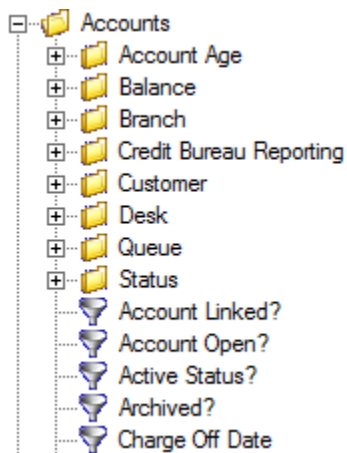 Accounts
Account Age
Balance
Branch
Credit Bureau Reporting
Customer
Desk
Queue
Status
Account Linked?
Account Open?
Active Status?
Archived?
Charge Off Date